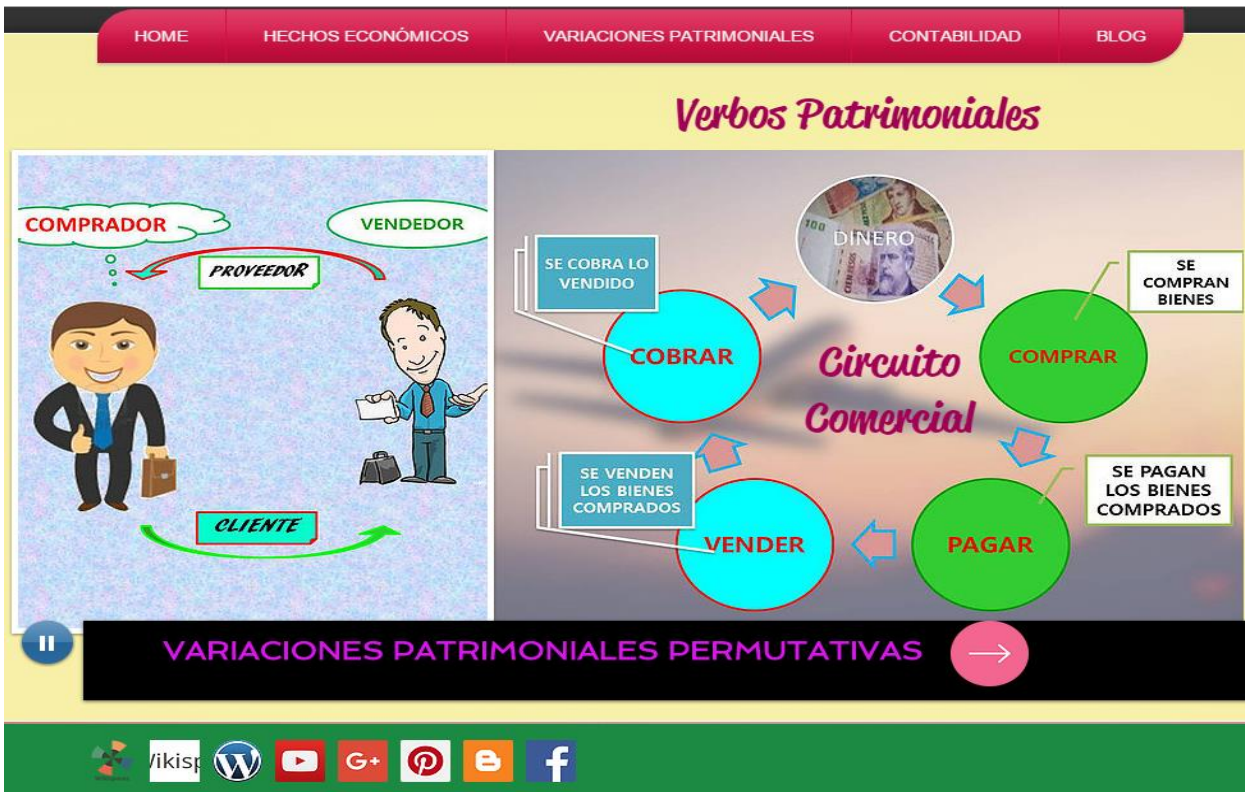 HOME HECHOS ECONÓMICOS VARIACIONES PATRIMONIALES CONTABILIDAD BLOG
Verbos Patrimoniales
COMPRADOR
VENDEDOR
PROVEEDOR
CLIENTE
DINERO
100
SE COBRA LO
VENDIDO
SE
COMPRAN
BIENES
COBRAR
Circuito
Comercial
COMPRAR
SE VENDEN
LOS BIENES
COMPRADOS
SE PAGAN
LOS BIENES
COMPRADOS
VENDER
PAGAR
VARIACIONES PATRIMONIALES PERMUTATIVAS
G+